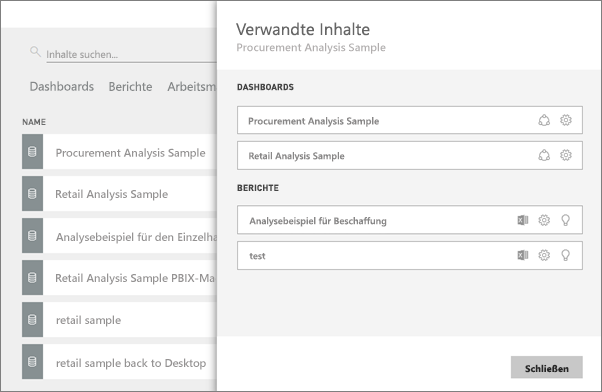 Inhalte suchen...
Dashboards Berichte Arbeitsm
NAME
Procurement Analysis Sample
Retail Analysis Sample
Analysebeispiel für den Einzelha
Retail Analysis Sample PBIX-Ma
retail sample
retail sample back to Desktop
Verwandte Inhalte
Procurement Analysis Sample
DASHBOARDS
Procurement Analysis Sample
Retail Analysis Sample
BERICHTE
Analysebeispiel für Beschaffung
test
Schließen